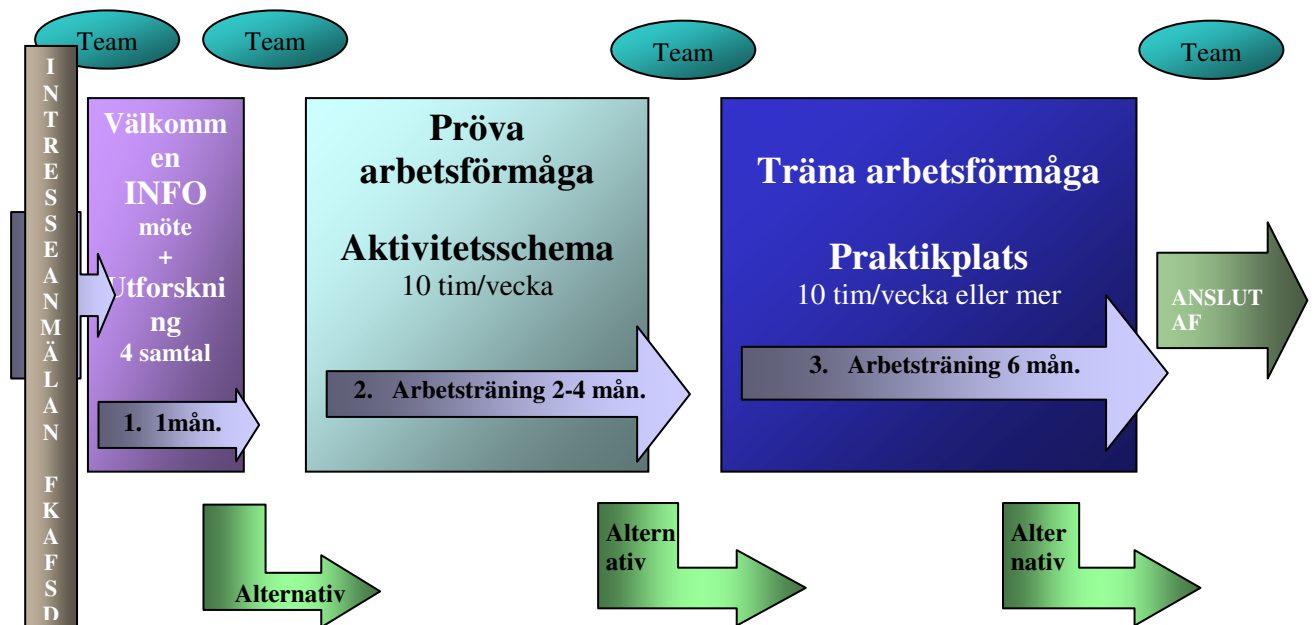 Team
Team
Team
Team
INTRESSEANMÄLAN FKAFSD
Välkomm
en
INFO
möte
+
Utforskni
ng
4 samtal
1. 1mån.
Pröva
arbetsförmåga
Aktivitetsschema
10 tim/vecka
2. Arbetsträning 2-4 mån.
Träna arbetsförmåga
Praktikplats
10 tim/vecka eller mer
3. Arbetsträning 6 mån.
ANSLUT
AF
Alternativ
Altern
ativ
Alter
nativ